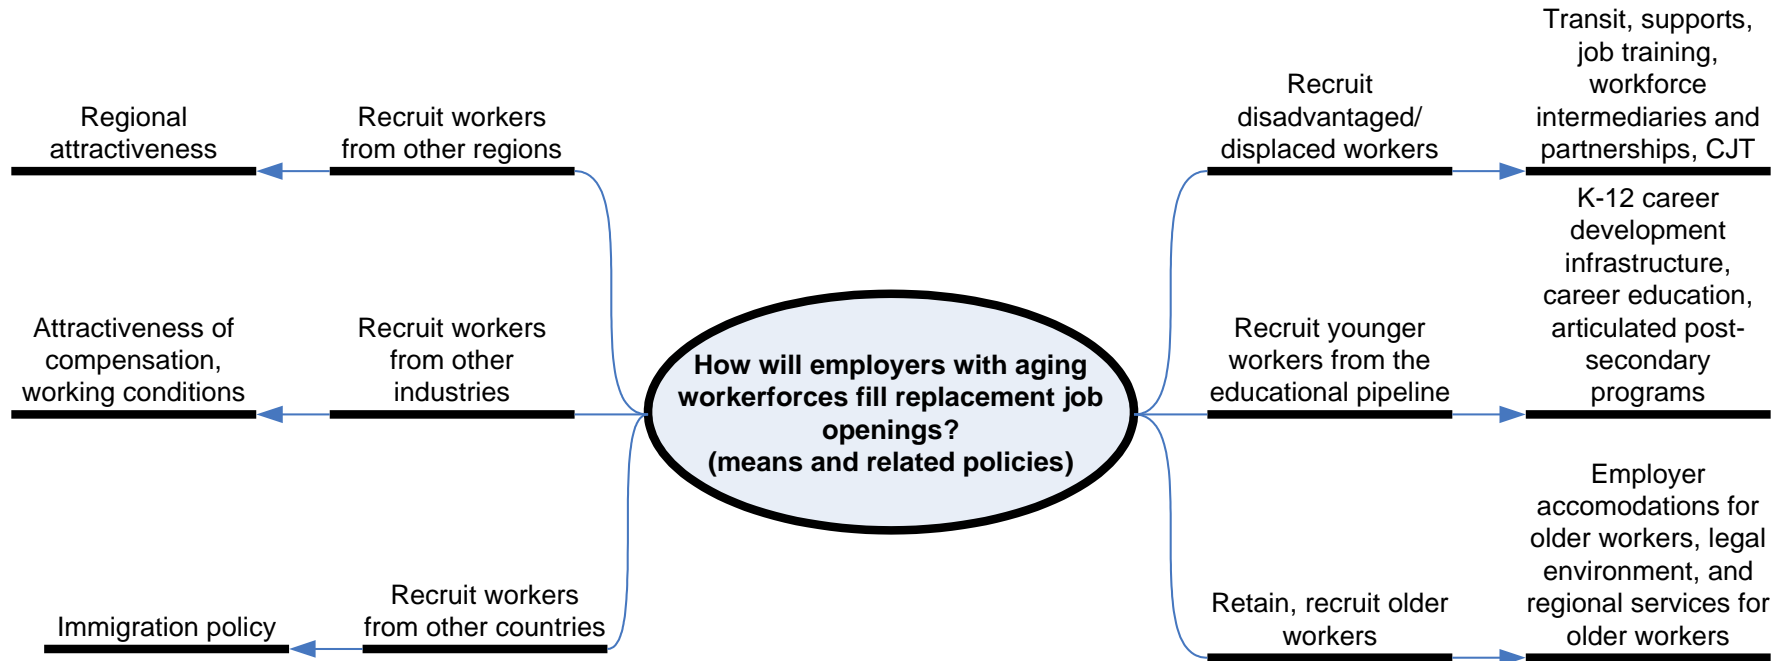 Regional
attractiveness
Recruit workers
from other regions
Attractiveness of
compensation,
working conditions
Recruit workers
from other
industries
Immigration policy
Recruit workers
from other countries
How will employers with aging
workerforces fill replacement job
openings?
(means and related policies)
Recruit
disadvantaged/
displaced workers
Transit, supports,
job training,
workforce
intermediaries and
partnerships, CJT
Recruit younger
workers from the
educational pipeline
K-12 career
development
infrastructure,
career education,
articulated post-
secondary
programs
Retain, recruit older
workers
Employer
accomodations for
older workers, legal
environment, and
regional services for
older workers